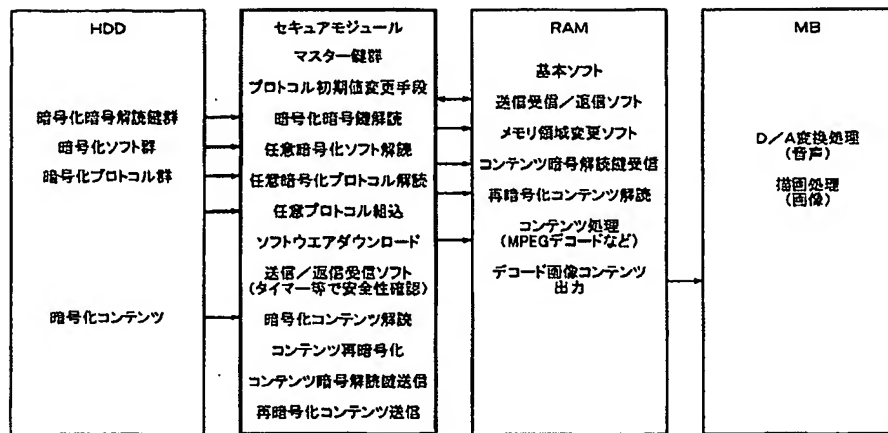 HDD
暗号化暗号解読鍵群
暗号化ソフト群
暗号化プロトコル群
暗号化コンテンツ
セキュアモジュール
マスター鍵群
プロトコル初期値変更手段
暗号化暗号鍵解読
任意暗号化ソフト解読
任意暗号化プロトコル解読
任意プロトコル組込
ソフトウエアダウンロード
送信/返信受信ソフト
(タイマー等で安全性確認)
暗号化コンテンツ解読
コンテンツ再暗号化
コンテンツ暗号解読鍵送信
再暗号化コンテンツ送信
RAM
基本ソフト
送信受信/返信ソフト
メモリ領域変更ソフト
コンテンツ暗号解読鍵受信
再暗号化コンテンツ解読
コンテンツ処理
(MPEGデコードなど)
デコード画像コンテンツ
出力
MB
D/A変換処理
(音声)
描画処理
(画像)